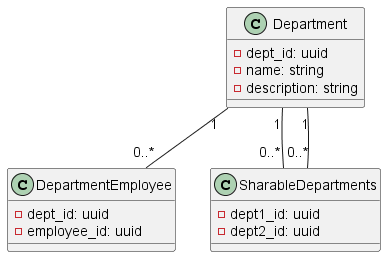 C Department
dept_id: uuid
name: string
description: string
1
1
1
0..*
0..*
0..*
C DepartmentEmployee
dept_id: uuid
employee_id: uuid
C SharableDepartments
dept1_id: uuid
dept2_id: uuid